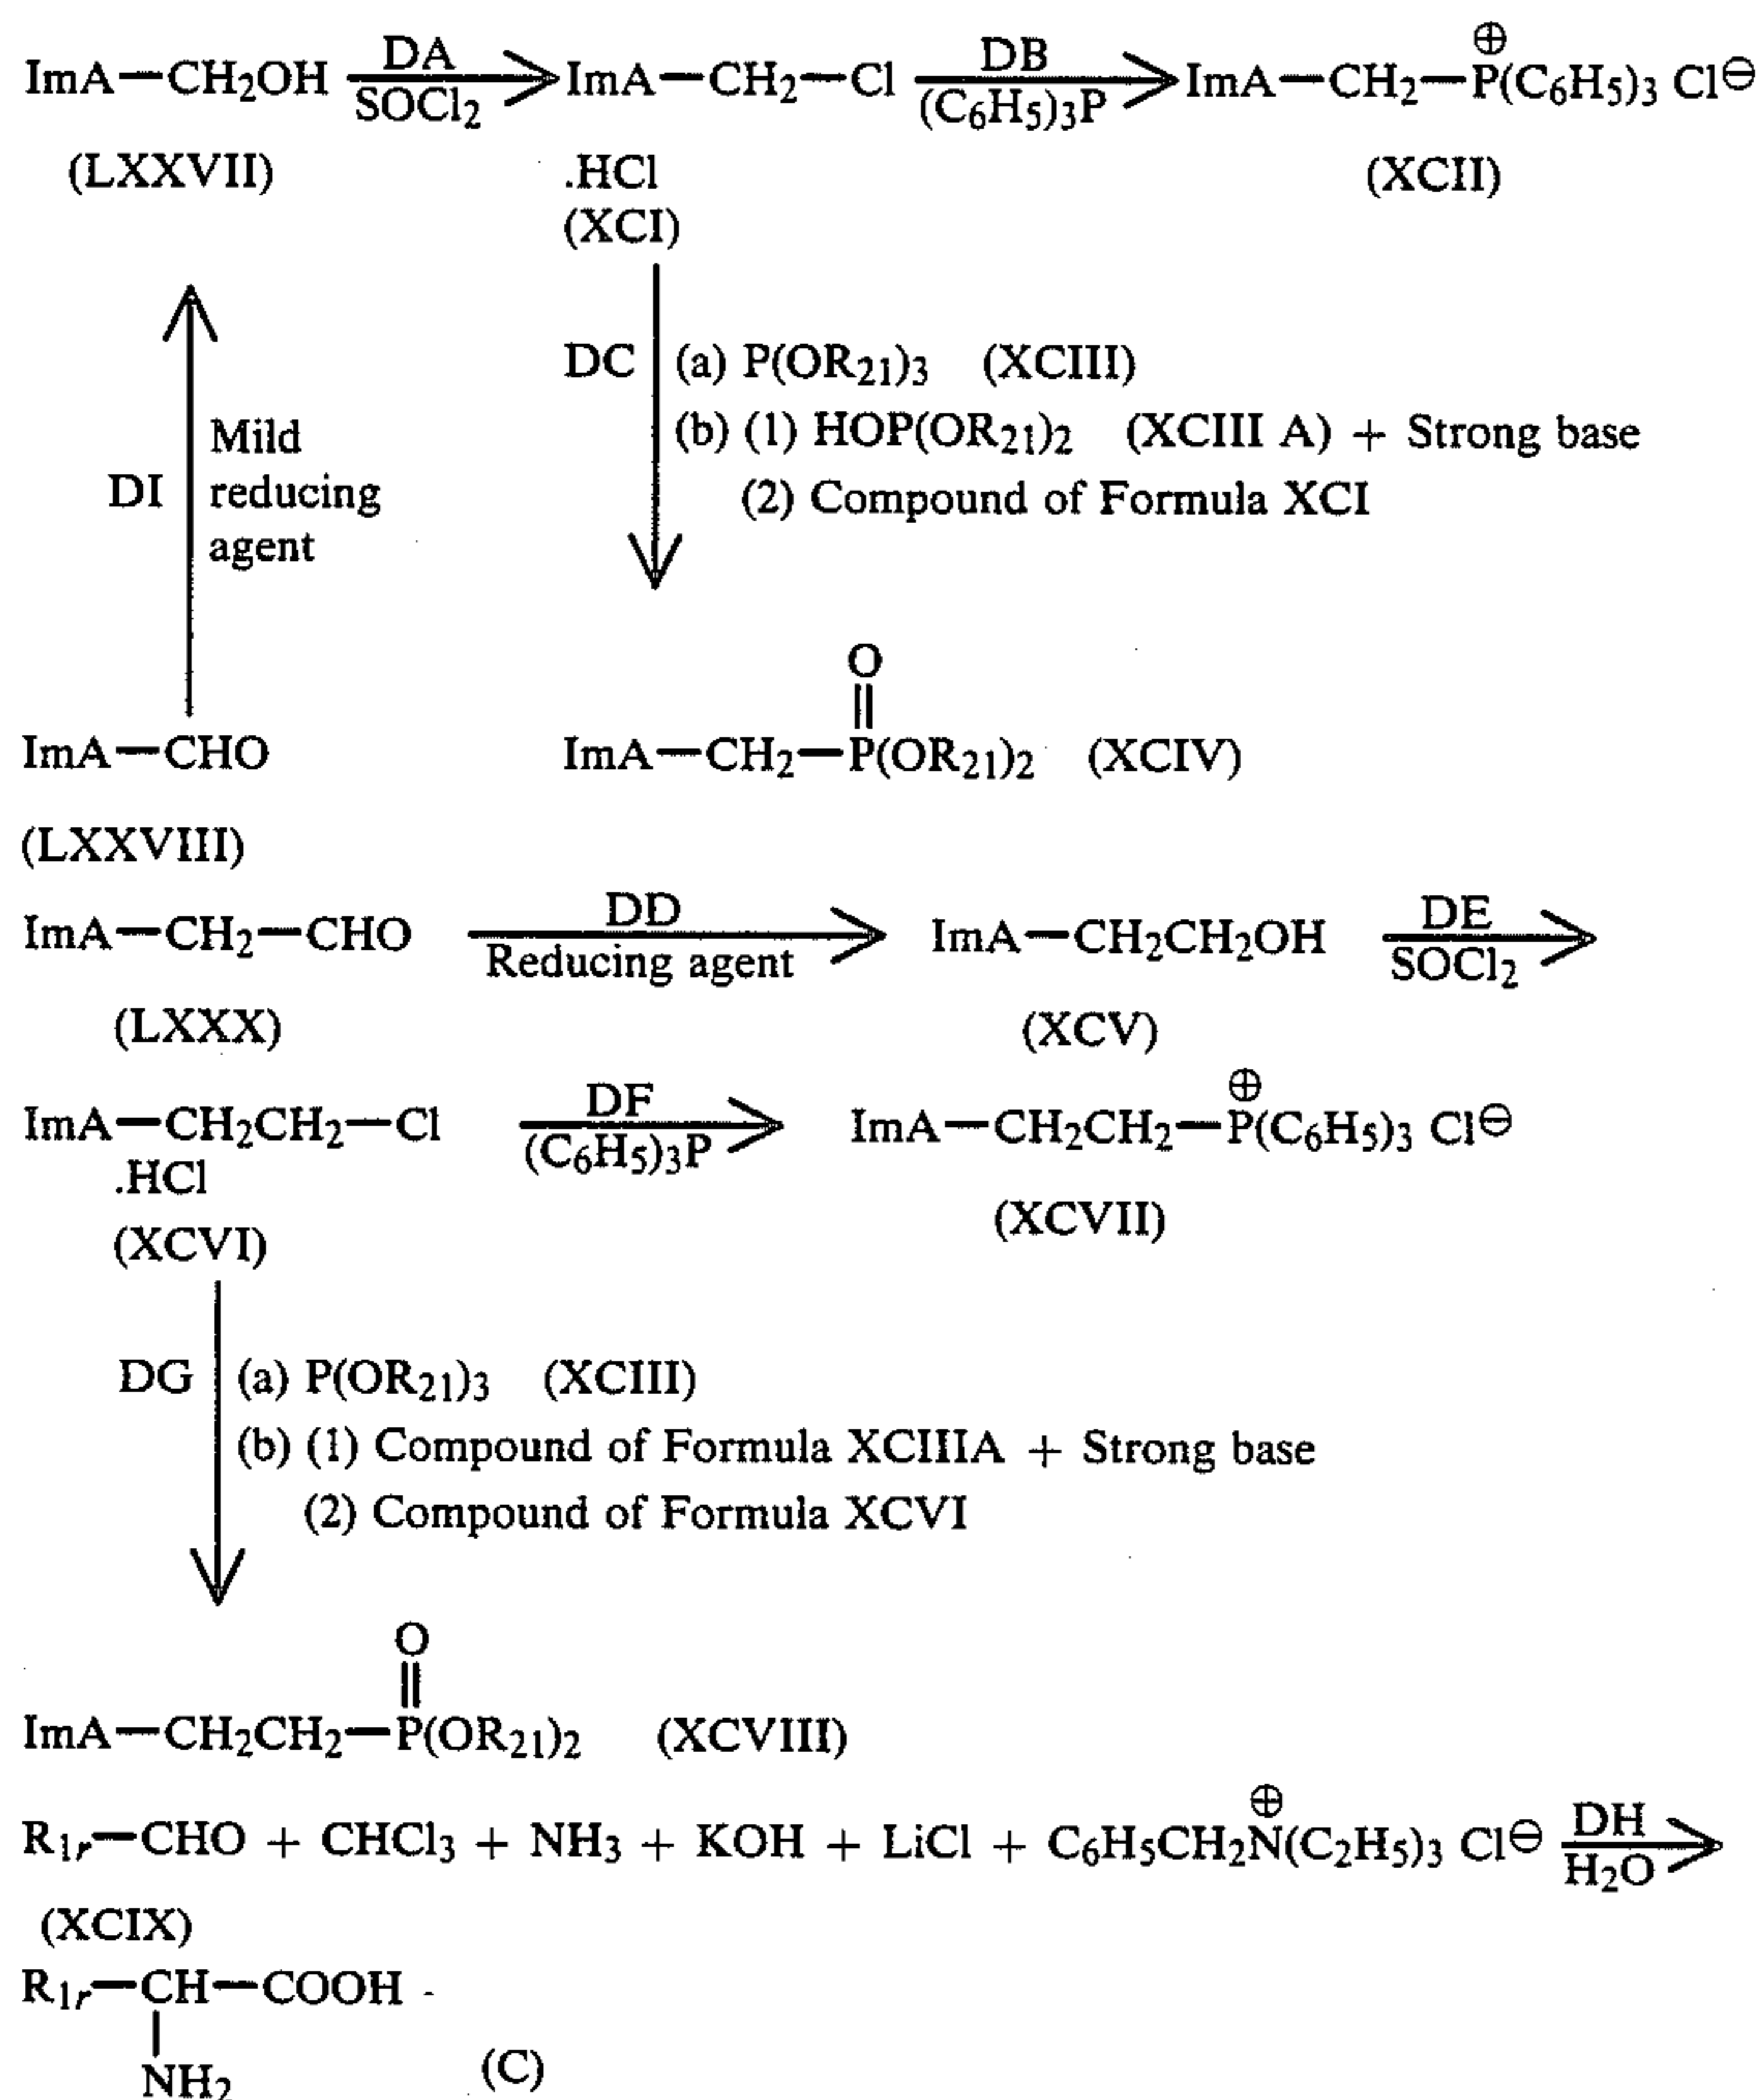 ImA—CH₂OH DA SOCl₂ ImA—CH₂—Cl DB (C₆H₅)₃P ImA—CH₂—P⊕(C₆H₅)₃ Cl⊖
(LXXVII) .HCl (XCII)
(XCI)
DC (a) P(OR₂₁)₃ (XCIII)
(b) (1) HOP(OR₂₁)₂ (XCIII A) + Strong base
(2) Compound of Formula XCI
DI Mild
reducing
agent
O
ImA—CHO ImA—CH₂—P(OR₂₁)₂ (XCIV)
(LXXVIII)
ImA—CH₂—CHO DD Reducing agent ImA—CH₂CH₂OH DE SOCl₂
(LXXX) (XCV)
ImA—CH₂CH₂—Cl DF (C₆H₅)₃P ImA—CH₂CH₂—P⊕(C₆H₅)₃ Cl⊖
.HCl
(XCVI) (XCVII)
DG (a) P(OR₂₁)₃ (XCIII)
(b) (1) Compound of Formula XCIIIA + Strong base
(2) Compound of Formula XCVI
O
ImA—CH₂CH₂—P(OR₂₁)₂ (XCVIII)
R₁ᵣ—CHO + CHCl₃ + NH₃ + KOH + LiCl + C₆H₅CH₂N⊕(C₂H₅)₃ Cl⊖ DH H₂O
(XCIX)
R₁ᵣ—CH—COOH
NH₂ (C)